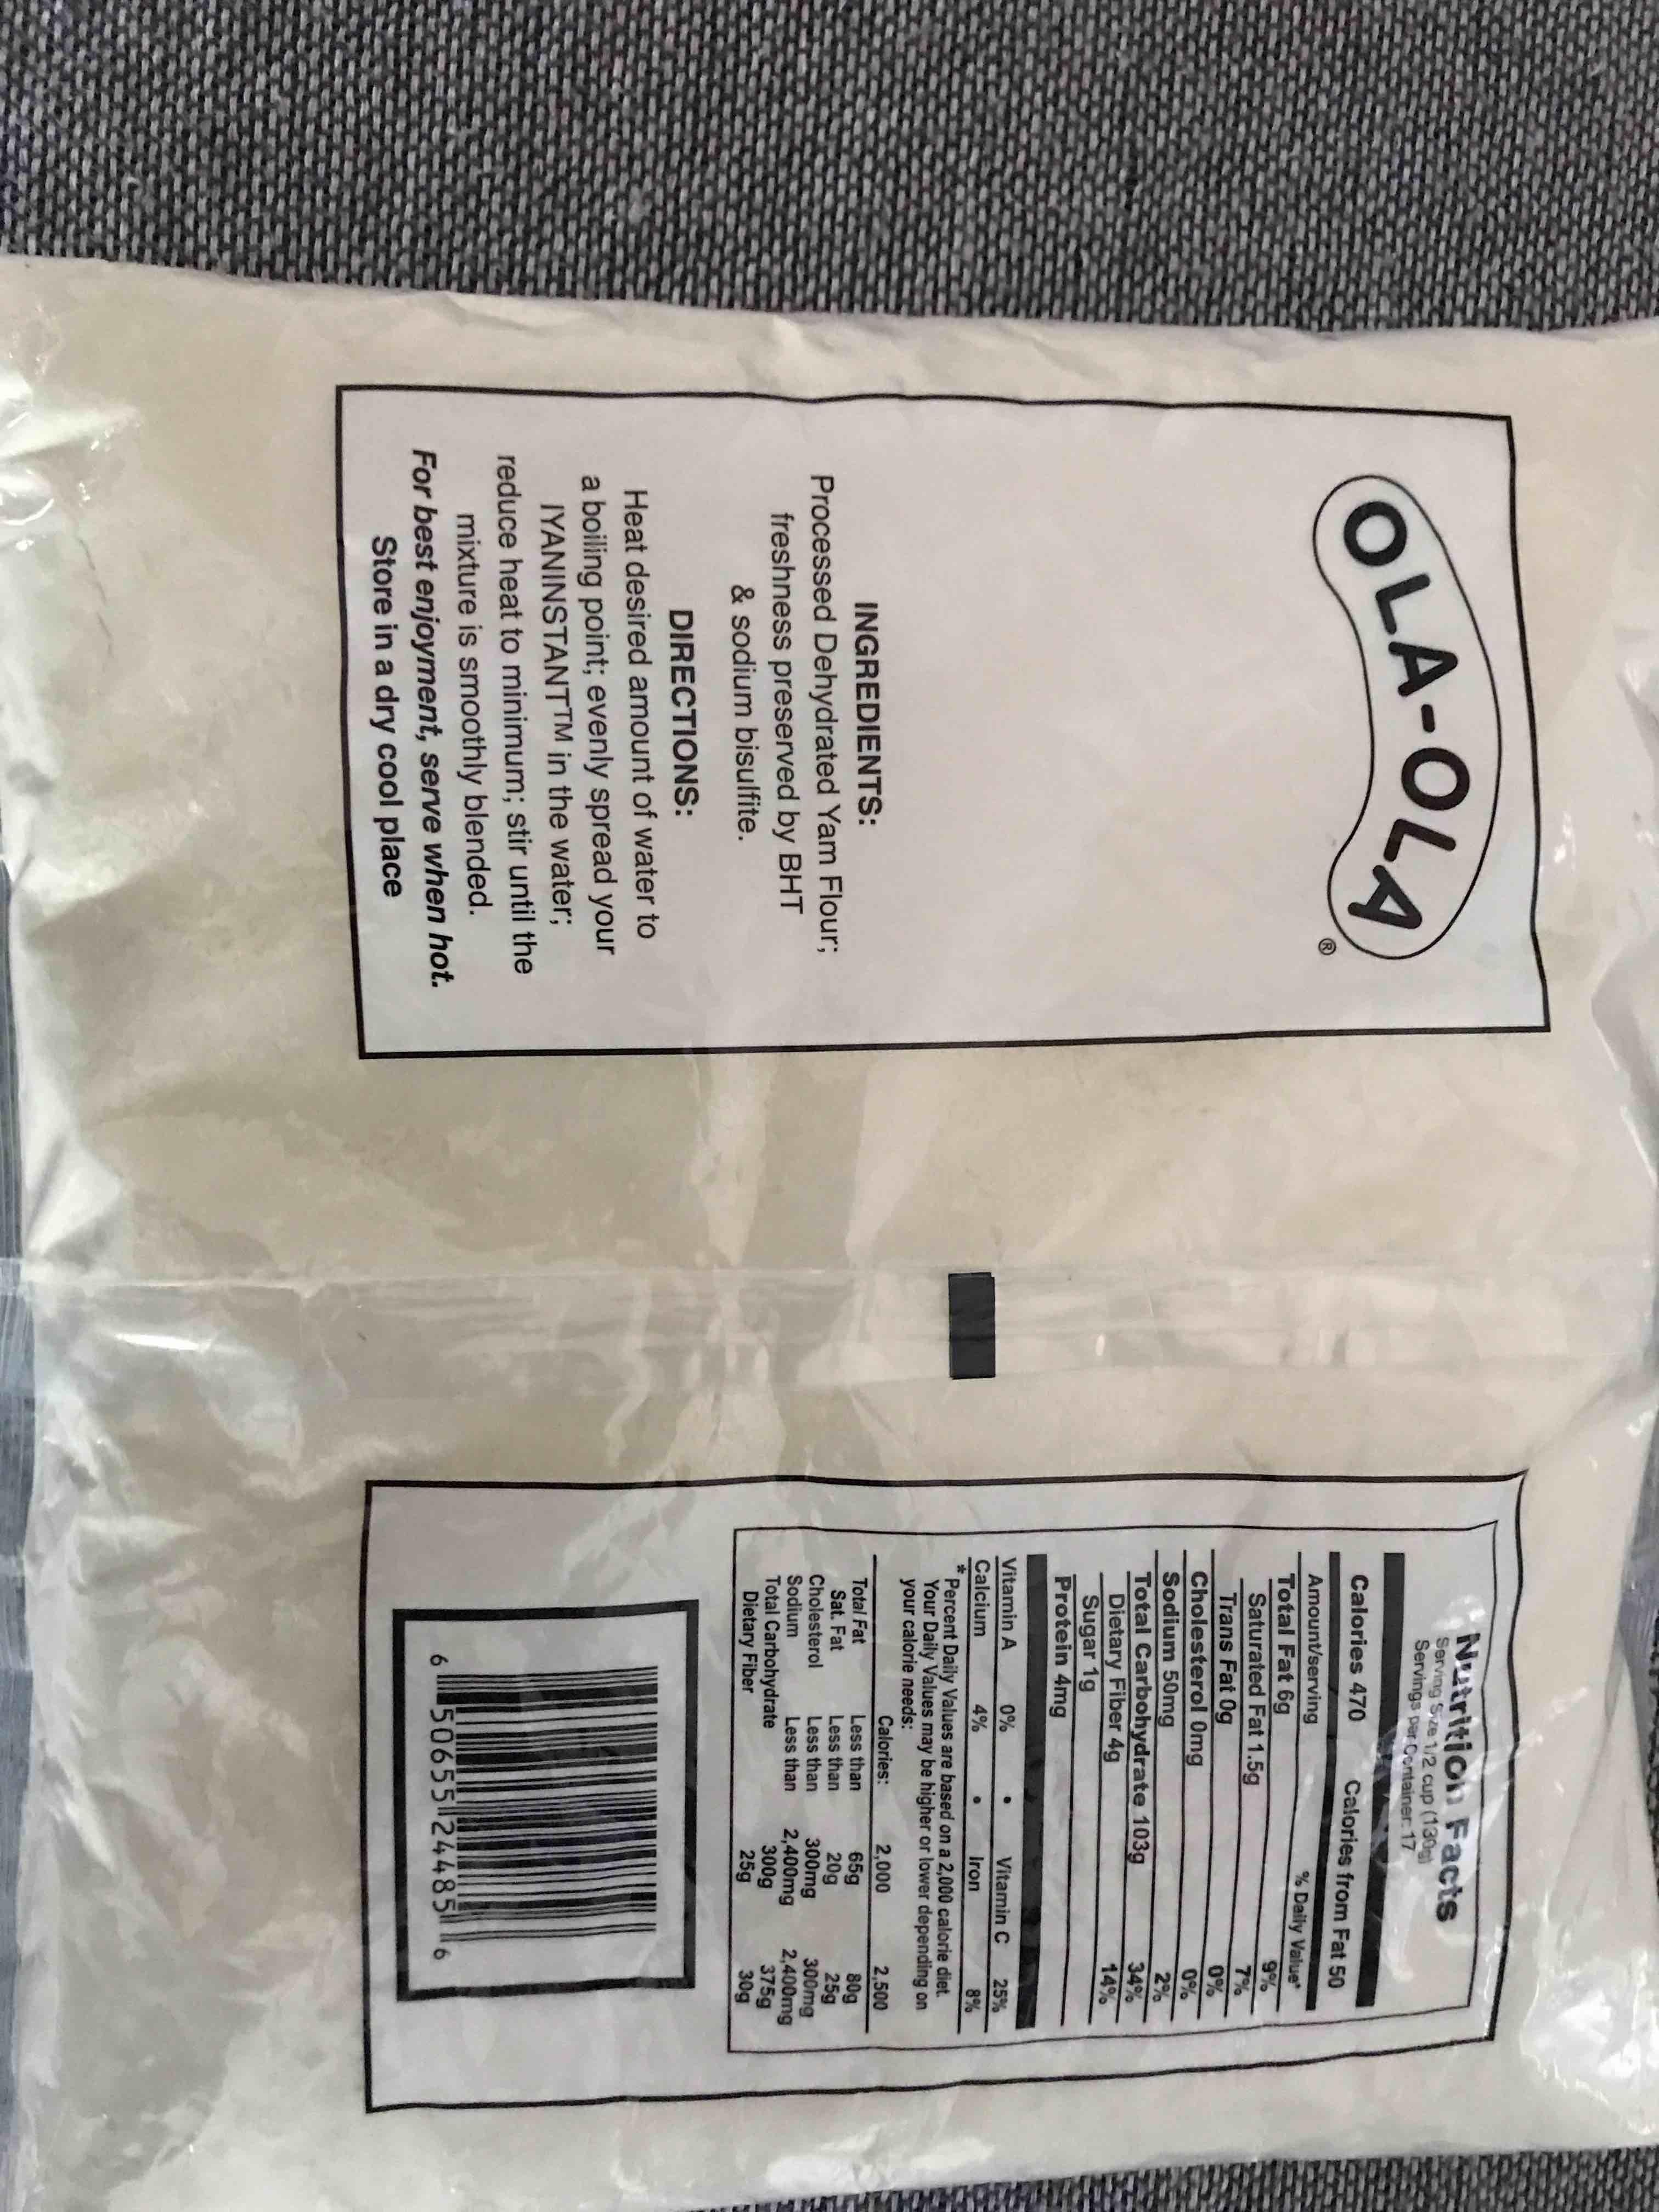 OLA-OLA
®
INGREDIENTS:
Processed Dehydrated Yam Flour;
freshness preserved by BHT
& sodium bisulfite.
DIRECTIONS:
Heat desired amount of water to
a boiling point; evenly spread your
IYANINSTANT™ in the water;
reduce heat to minimum; stir until the
mixture is smoothly blended.
For best enjoyment, serve when hot.
Store in a dry cool place
Nutrition Facts
Serving Size 1/2 cup (130g)
Servings per Container: 17
Calories 470 Calories from Fat 50
Amount/serving % Daily Value*
Total Fat 6g 9%
Saturated Fat 1.5g 7%
Trans Fat 0g 0%
Cholesterol 0mg 0%
Sodium 50mg 2%
Total Carbohydrate 103g 34%
Dietary Fiber 4g 14%
Sugar 1g
Protein 4mg
Vitamin A 0% • Vitamin C 25%
Calcium 4% • Iron 8%
* Percent Daily Values are based on a 2,000 calorie diet.
Your Daily Values may be higher or lower depending on
your calorie needs:
Calories: 2,000 2,500
Total Fat Less than 65g 80g
Sat. Fat Less than 20g 25g
Cholesterol Less than 300mg 300mg
Sodium Less than 2,400mg 2,400mg
Total Carbohydrate 300g 375g
Dietary Fiber 25g 30g
6 50655 24485 6